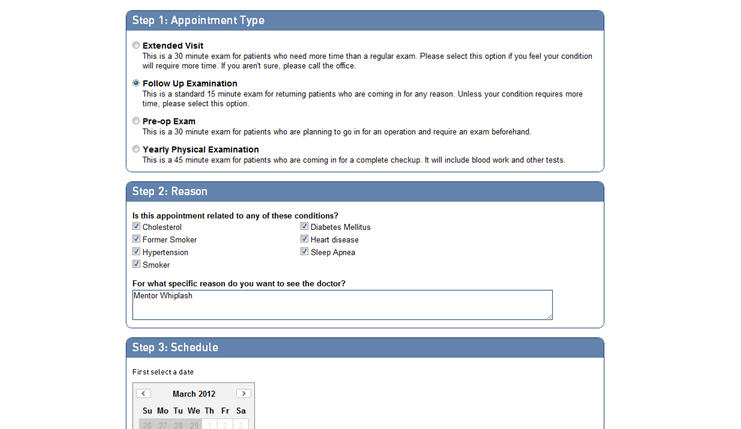 Step 1: Appointment Type
Extended Visit
This is a 30 minute exam for patients who need more time than a regular exam. Please select this option if you feel your condition
will require more time. If you aren't sure, please call the office.
Follow Up Examination
This is a standard 15 minute exam for returning patients who are coming in for any reason. Unless your condition requires more
time, please select this option.
Pre-op Exam
This is a 30 minute exam for patients who are planning to go in for an operation and require an exam beforehand.
Yearly Physical Examination
This is a 45 minute exam for patients who are coming in for a complete checkup. It will include blood work and other tests.
Step 2: Reason
Is this appointment related to any of these conditions?
Cholesterol Diabetes Mellitus
Former Smoker Heart disease
Hypertension Sleep Apnea
Smoker
For what specific reason do you want to see the doctor?
Mentor Whiplash
Step 3: Schedule
First select a date
< March 2012 >
Su Mo Tu We Th Fr Sa
26 27 28 29 1 2 3